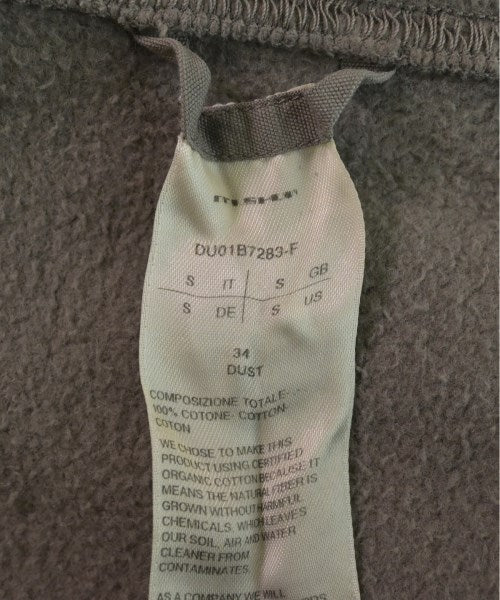 DU01B7283-F
S IT S GB
S DE S US
34
DUST
COMPOSIZIONE TOTALE-
100% COTONE- COTTON-
COTON
WE CHOSE TO MAKE THIS
PRODUCT USING CERTIFIED
ORGANIC COTTON BECAUSE IT
MEANS THE NATURAL FIBER IS
GROWN WITHOUT HARMFUL
CHEMICALS, WHICH LEAVES
OUR SOIL, AIR AND WATER
CLEANER FROM
CONTAMINATES.
AS A COMPANY WE WILL